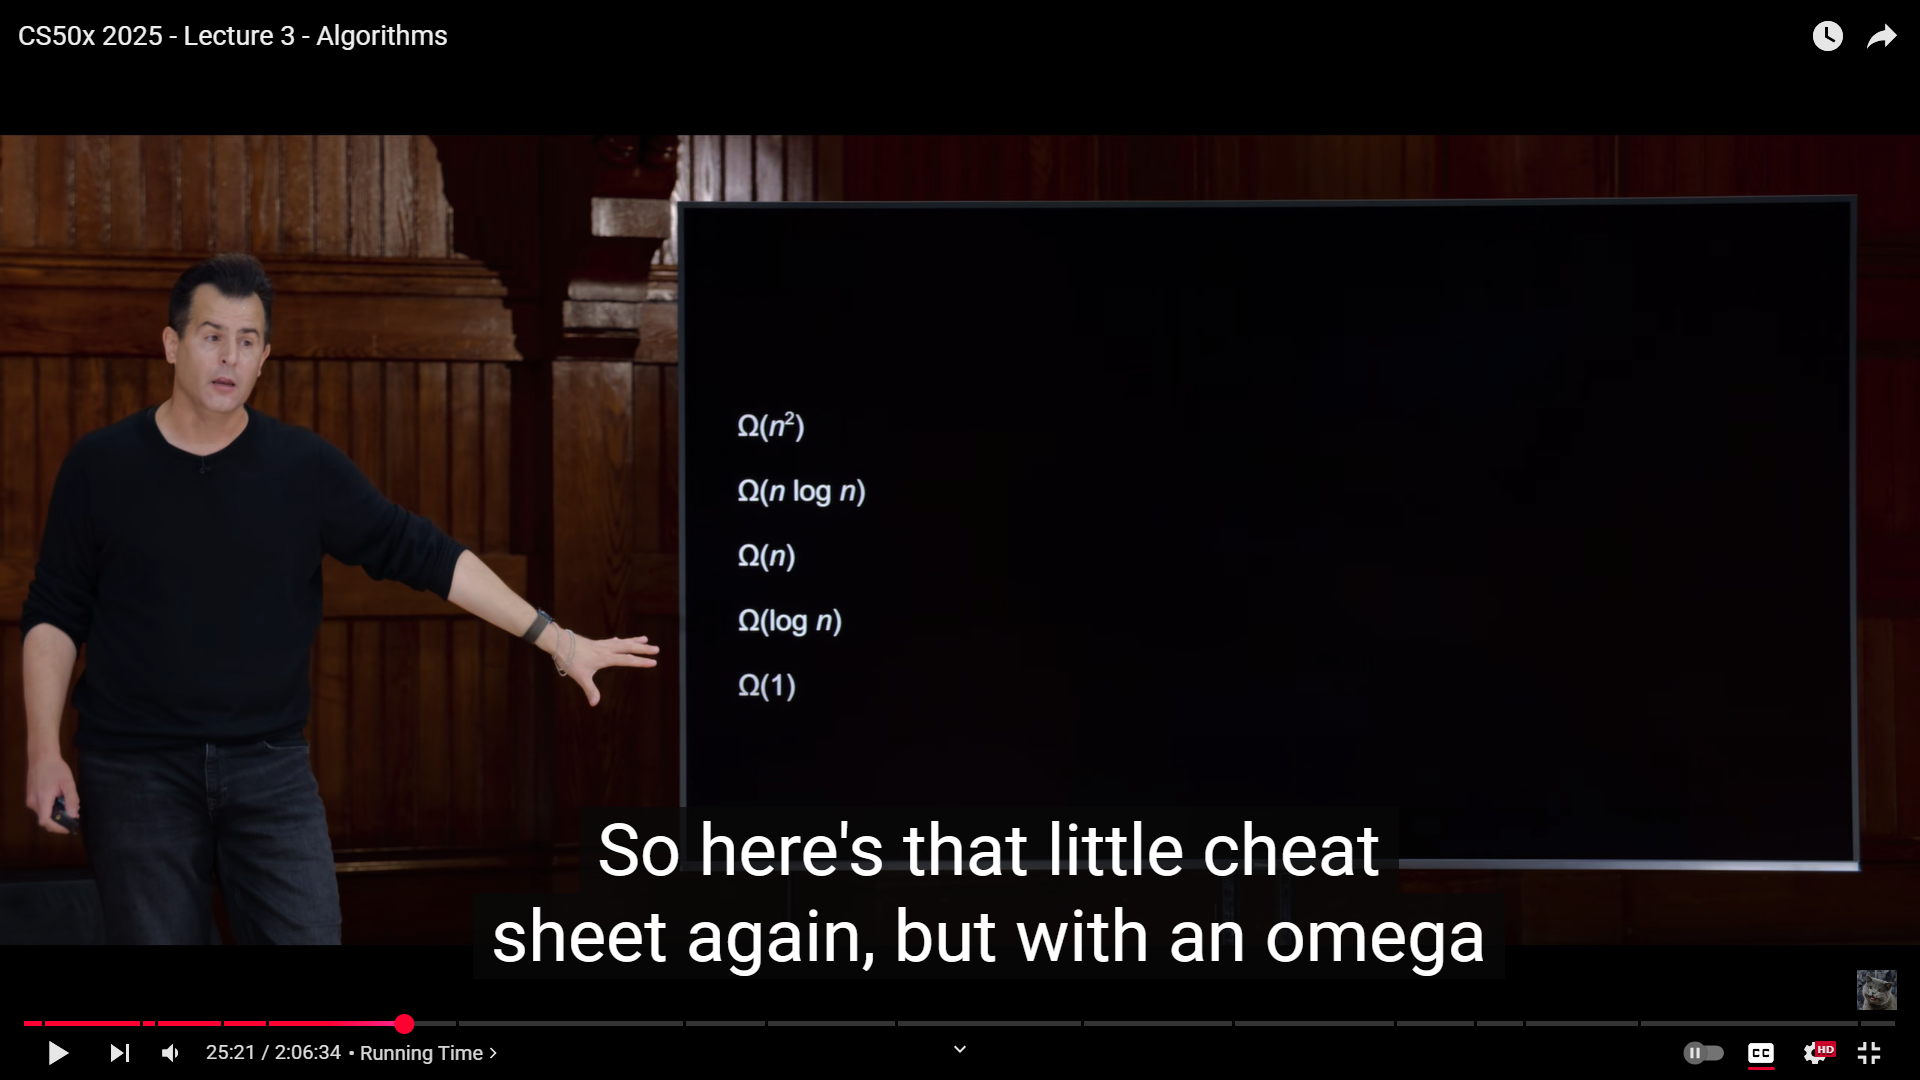 CS50x 2025 - Lecture 3 - Algorithms
Ω(n²)
Ω(n log n)
Ω(n)
Ω(log n)
Ω(1)
So here's that little cheat
sheet again, but with an omega
25:21 / 2:06:34 • Running Time >
CC
HD